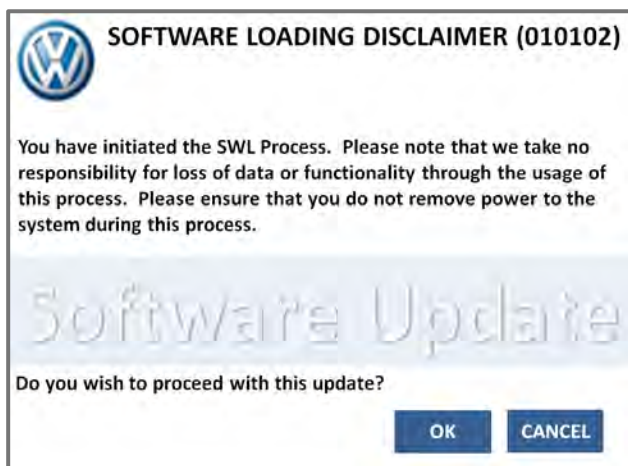 SOFTWARE LOADING DISCLAIMER (010102)
You have initiated the SWL Process. Please note that we take no
responsibility for loss of data or functionality through the usage of
this process. Please ensure that you do not remove power to the
system during this process.
Software Update
Do you wish to proceed with this update?
OK CANCEL